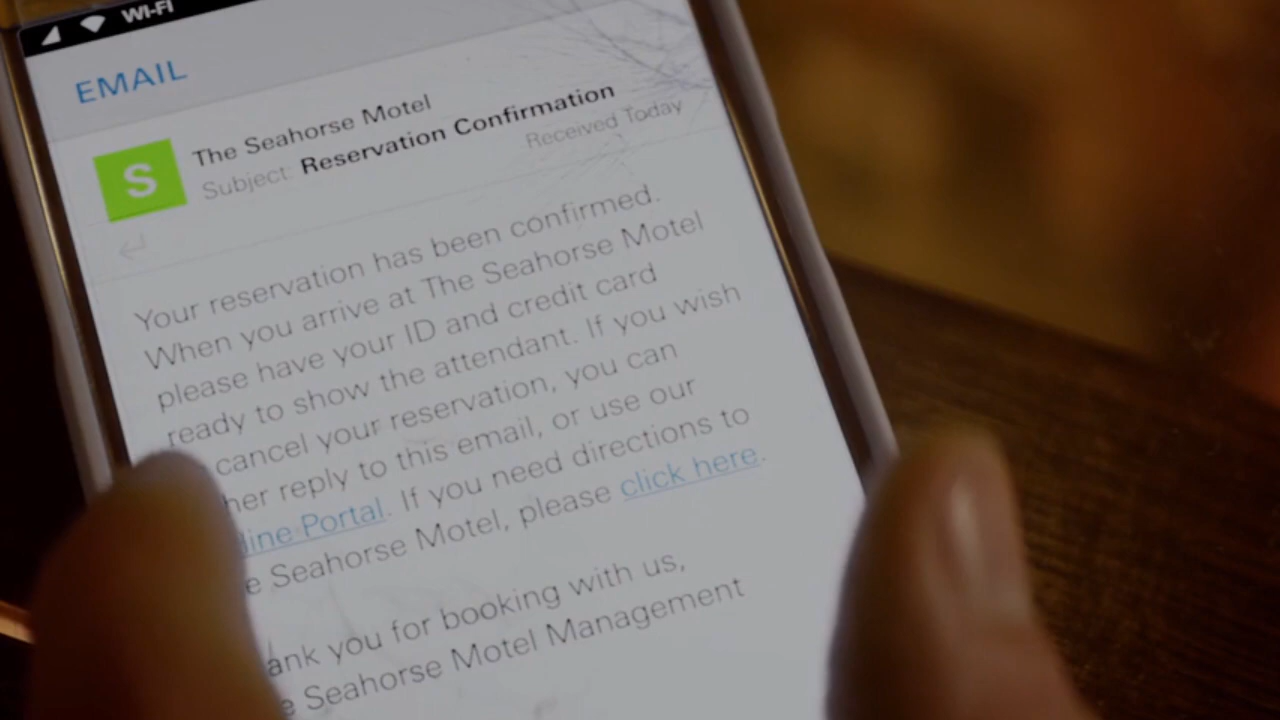 WI-FI
EMAIL
S
The Seahorse Motel
Subject: Reservation Confirmation
Received Today
Your reservation has been confirmed.
When you arrive at The Seahorse Motel
please have your ID and credit card
ready to show the attendant. If you wish
cancel your reservation, you can
reply to this email, or use our
Portal. If you need directions to
Seahorse Motel, please click here.
you for booking with us,
Seahorse Motel Management